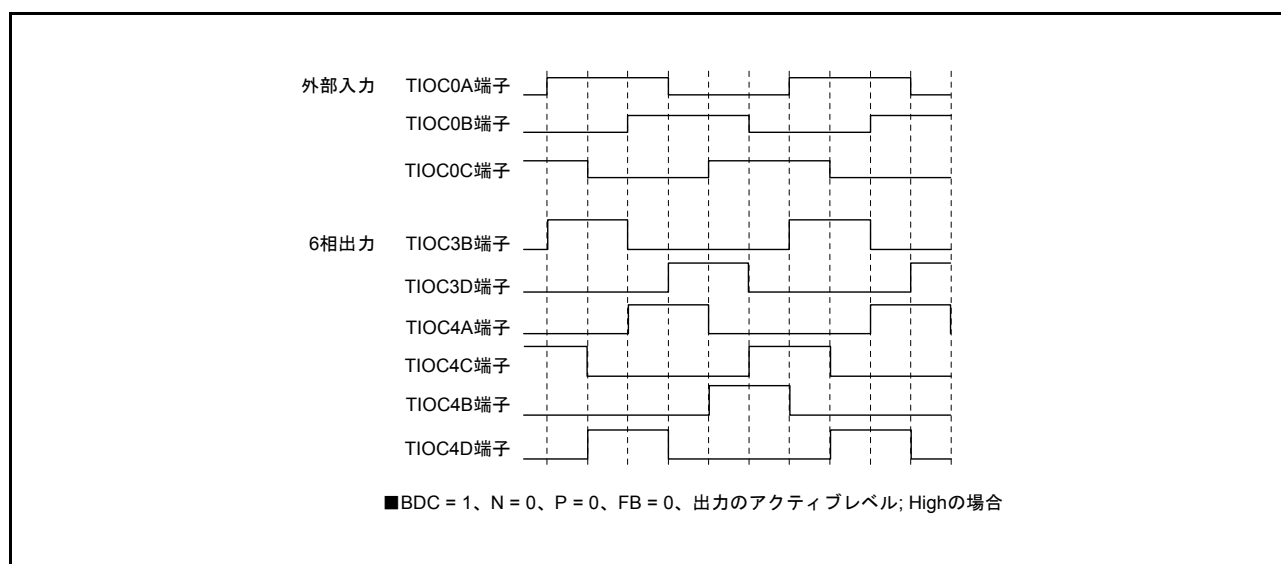 外部入力 TIOC0A端子
TIOC0B端子
TIOC0C端子
6相出力 TIOC3B端子
TIOC3D端子
TIOC4A端子
TIOC4C端子
TIOC4B端子
TIOC4D端子
■BDC = 1、N = 0、P = 0、FB = 0、出力のアクティブレベル; Highの場合